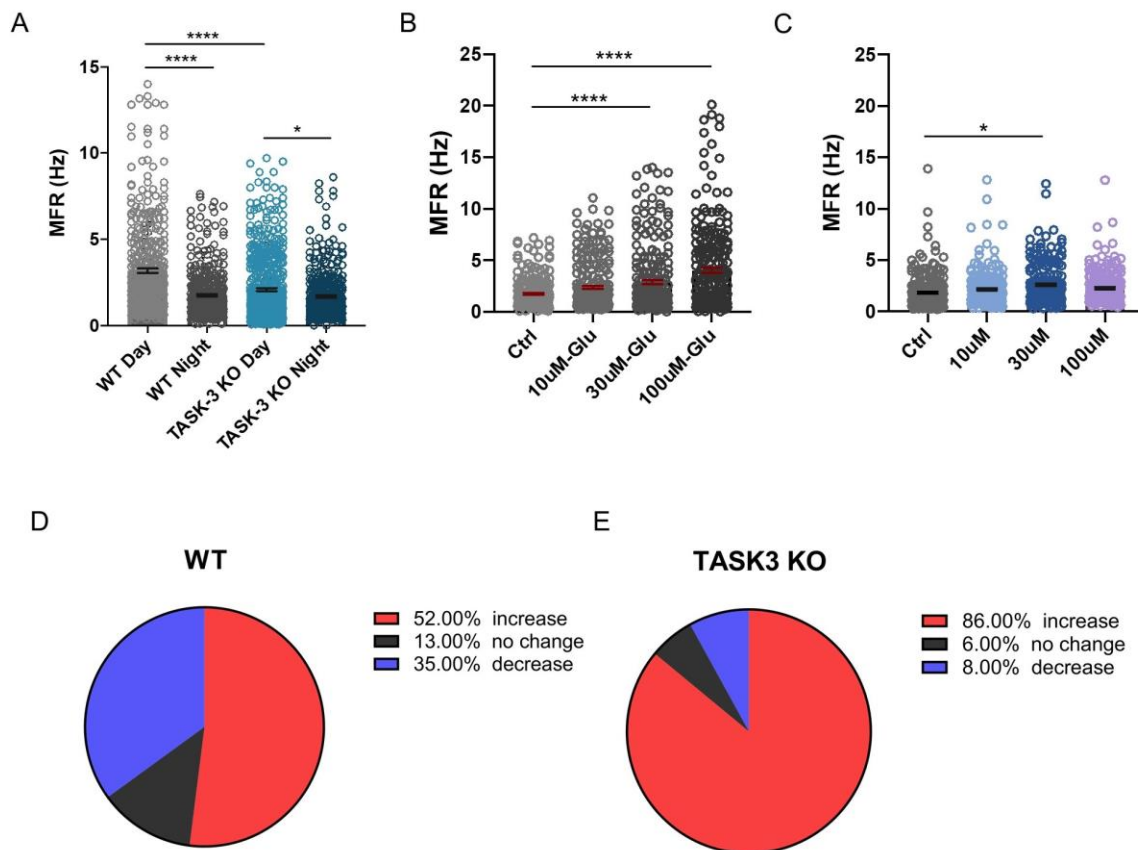 A
B
C
****
****
*
MFR (Hz)
15
10
5
0
WT Day
WT Night
TASK-3 KO Day
TASK-3 KO Night
****
****
MFR (Hz)
25
20
15
10
5
0
Ctrl
10uM-Glu
30uM-Glu
100uM-Glu
*
MFR (Hz)
25
20
15
10
5
0
Ctrl
10uM
30uM
100uM
D
WT
52.00% increase
13.00% no change
35.00% decrease
E
TASK3 KO
86.00% increase
6.00% no change
8.00% decrease